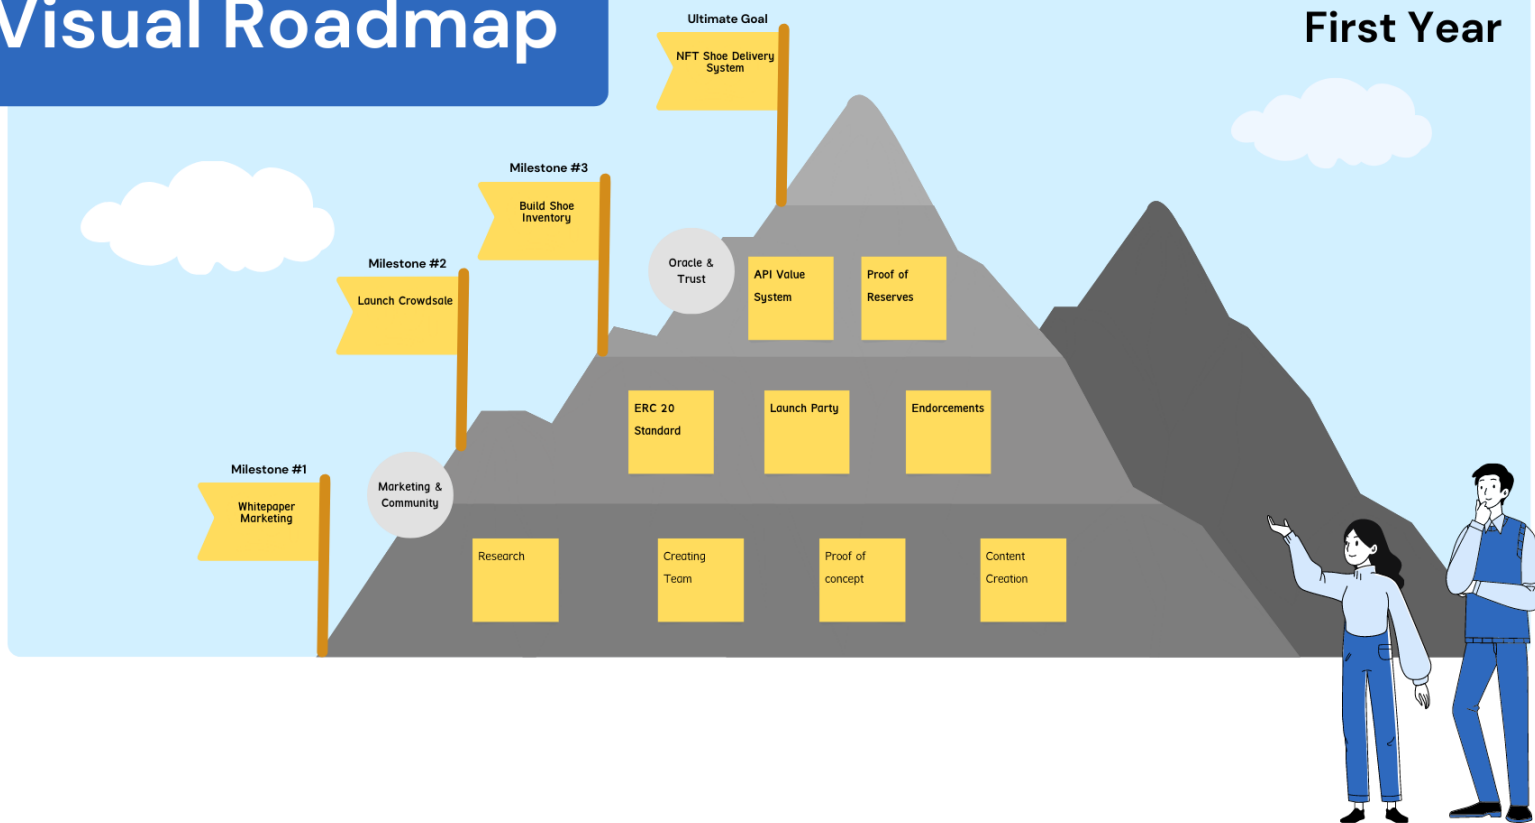 Visual Roadmap
First Year
Ultimate Goal
NFT Shoe Delivery
System
Milestone #3
Build Shoe
Inventory
Milestone #2
Launch Crowdsale
Oracle &
Trust
API Value
System
Proof of
Reserves
ERC 20
Standard
Launch Party
Endorcements
Milestone #1
Whitepaper
Marketing
Marketing &
Community
Research
Creating
Team
Proof of
concept
Content
Creation